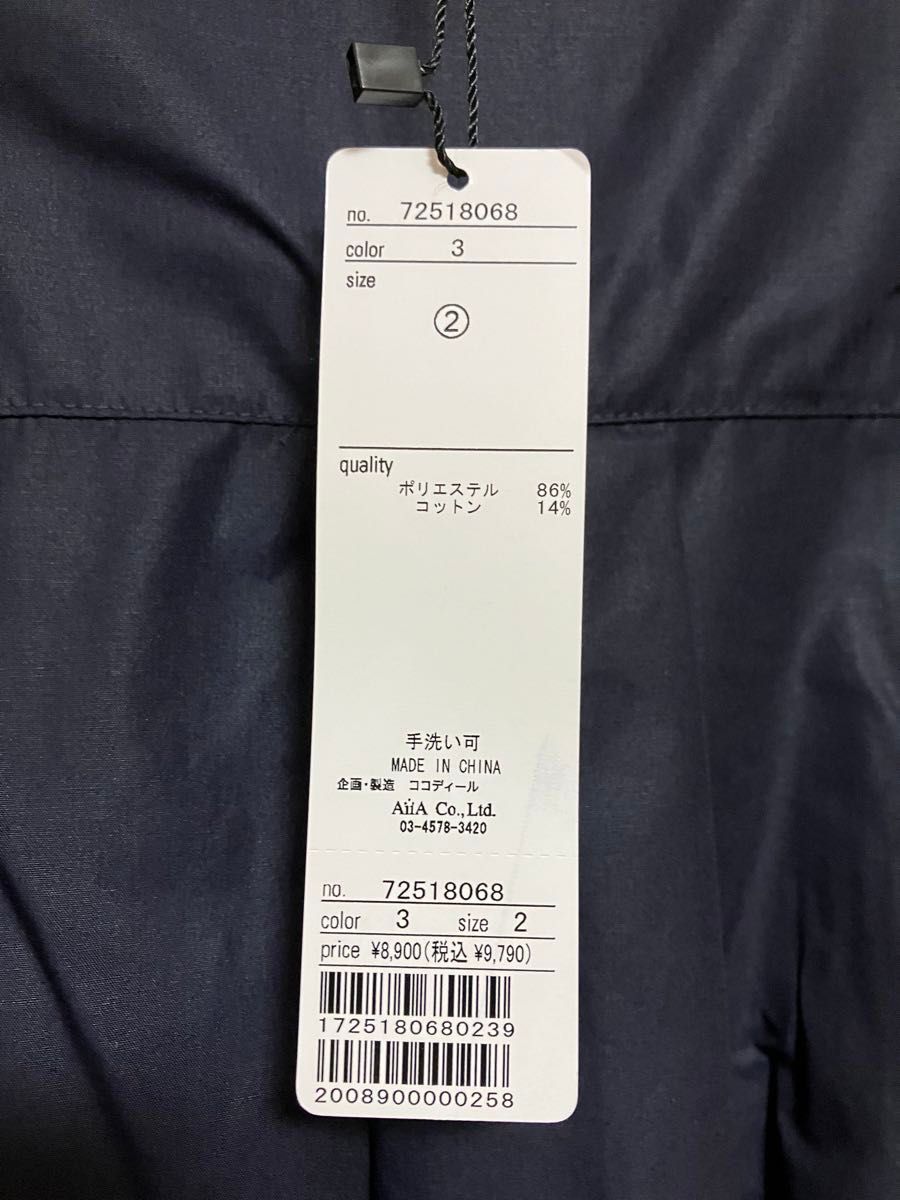 no. 72518068
color 3
size
②
quality
ポリエステル 86%
コットン 14%
手洗い可
MADE IN CHINA
企画・製造 ココディール
AiiA Co.,Ltd.
03-4578-3420
no. 72518068
color 3 size 2
price ¥8,900(税込¥9,790)
1725180680239
2008900000258